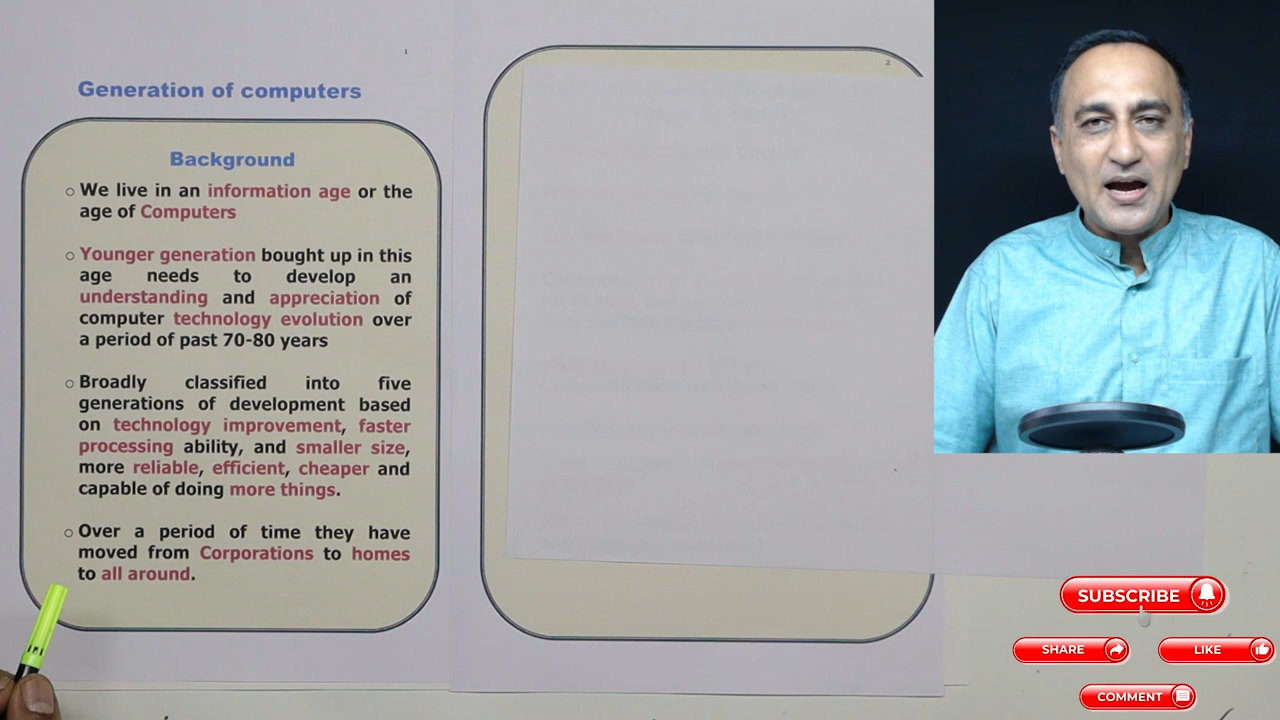 1
Generation of computers
Background
○ We live in an information age or the
age of Computers
○ Younger generation bought up in this
age needs to develop an
understanding and appreciation of
computer technology evolution over
a period of past 70-80 years
○ Broadly classified into five
generations of development based
on technology improvement, faster
processing ability, and smaller size,
more reliable, efficient, cheaper and
capable of doing more things.
○ Over a period of time they have
moved from Corporations to homes
to all around.
2
SUBSCRIBE
SHARE
LIKE
COMMENT